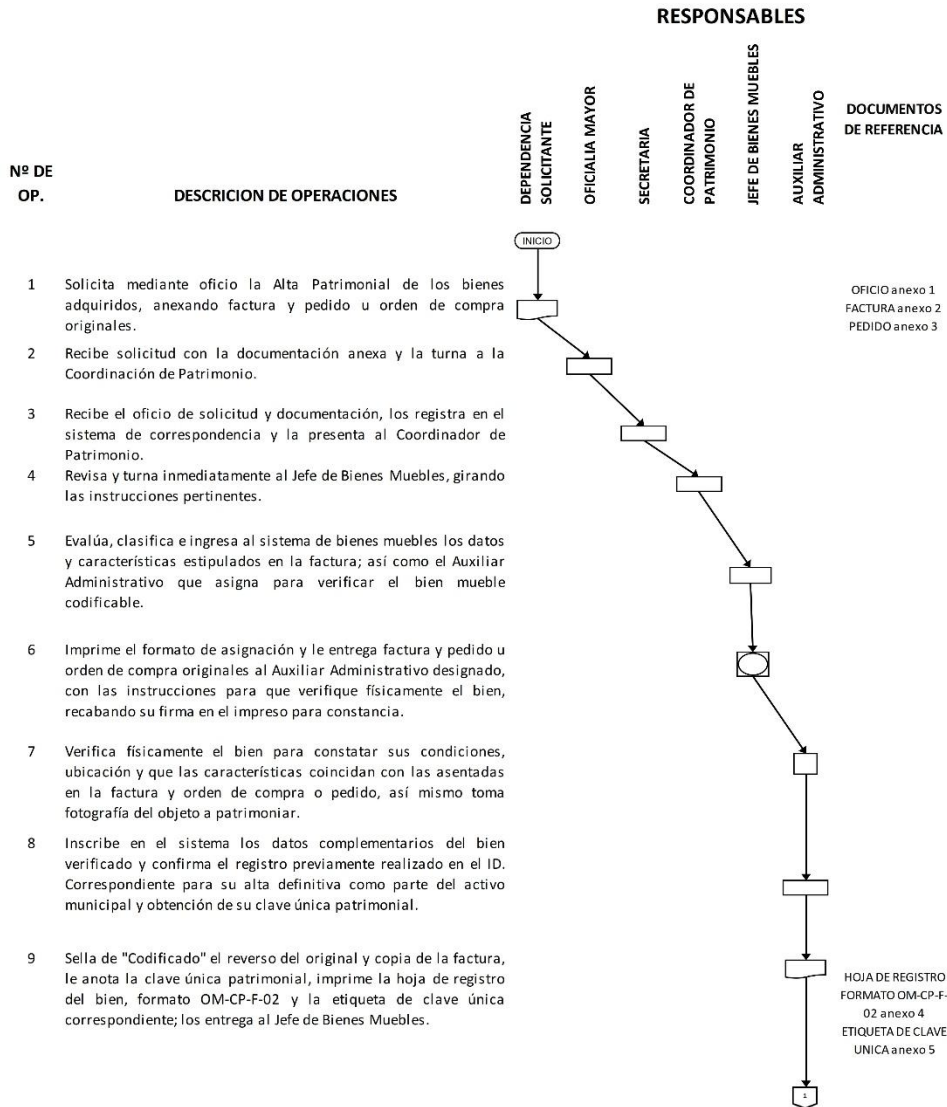 RESPONSABLES
Nº DE
OP.
DESCRICION DE OPERACIONES
DEPENDENCIA
SOLICITANTE
OFICIALIA MAYOR
SECRETARIA
COORDINADOR DE
PATRIMONIO
JEFE DE BIENES MUEBLES
AUXILIAR
ADMINISTRATIVO
DOCUMENTOS
DE REFERENCIA
INICIO
1 Solicita mediante oficio la Alta Patrimonial de los bienes
adquiridos, anexando factura y pedido u orden de compra
originales.
OFICIO anexo 1
FACTURA anexo 2
PEDIDO anexo 3
2 Recibe solicitud con la documentación anexa y la turna a la
Coordinación de Patrimonio.
3 Recibe el oficio de solicitud y documentación, los registra en el
sistema de correspondencia y la presenta al Coordinador de
Patrimonio.
4 Revisa y turna inmediatamente al Jefe de Bienes Muebles, girando
las instrucciones pertinentes.
5 Evalúa, clasifica e ingresa al sistema de bienes muebles los datos
y características estipulados en la factura; así como el Auxiliar
Administrativo que asigna para verificar el bien mueble
codificable.
6 Imprime el formato de asignación y le entrega factura y pedido u
orden de compra originales al Auxiliar Administrativo designado,
con las instrucciones para que verifique físicamente el bien,
recabando su firma en el impreso para constancia.
7 Verifica físicamente el bien para constatar sus condiciones,
ubicación y que las características coincidan con las asentadas
en la factura y orden de compra o pedido, así mismo toma
fotografía del objeto a patrimoniar.
8 Inscribe en el sistema los datos complementarios del bien
verificado y confirma el registro previamente realizado en el ID.
Correspondiente para su alta definitiva como parte del activo
municipal y obtención de su clave única patrimonial.
9 Sella de "Codificado" el reverso del original y copia de la factura,
le anota la clave única patrimonial, imprime la hoja de registro
del bien, formato OM-CP-F-02 y la etiqueta de clave única
correspondiente; los entrega al Jefe de Bienes Muebles.
HOJA DE REGISTRO
FORMATO OM-CP-F-
02 anexo 4
ETIQUETA DE CLAVE
UNICA anexo 5
1